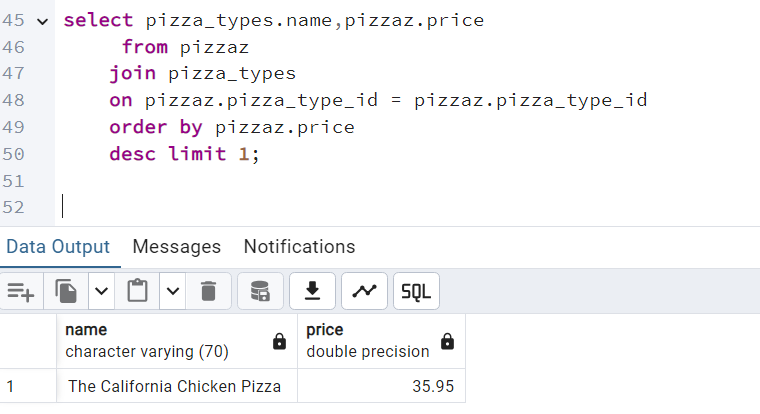 45 select pizza_types.name,pizzaz.price
46 from pizzaz
47 join pizza_types
48 on pizzaz.pizza_type_id = pizzaz.pizza_type_id
49 order by pizzaz.price
50 desc limit 1;
51
52
Data Output Messages Notifications
SQL
name price
character varying (70) double precision
1 The California Chicken Pizza 35.95